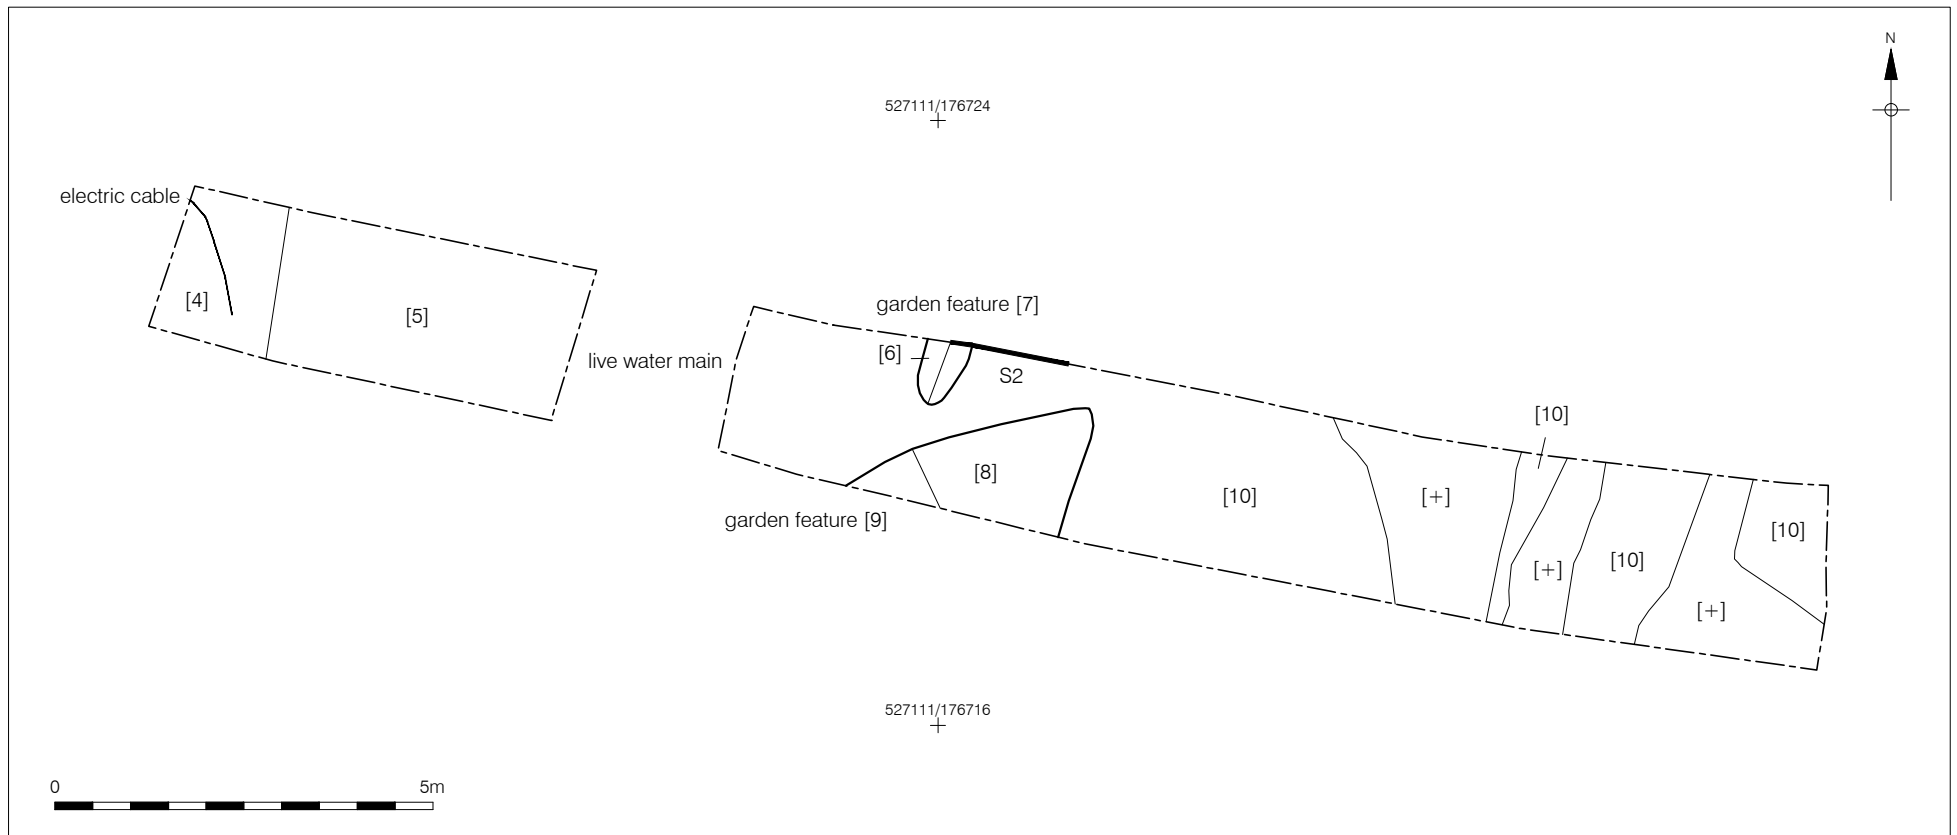 N
527111/176724
electric cable
[4]
[5]
garden feature [7]
[6]
live water main
S2
[10]
[8]
[10]
[+]
garden feature [9]
[10]
[+]
[10]
[+]
527111/176716
0 5m